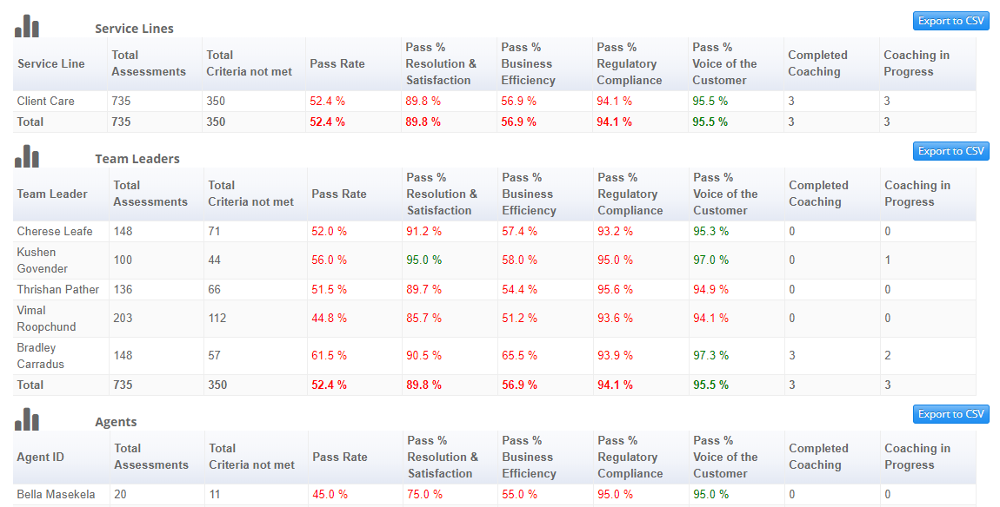 Service Lines
Export to CSV
Service Line Total Assessments Total Criteria not met Pass Rate Pass % Resolution & Satisfaction Pass % Business Efficiency Pass % Regulatory Compliance Pass % Voice of the Customer Completed Coaching Coaching in Progress
Client Care 735 350 52.4 % 89.8 % 56.9 % 94.1 % 95.5 % 3 3
Total 735 350 52.4 % 89.8 % 56.9 % 94.1 % 95.5 % 3 3
Team Leaders
Export to CSV
Team Leader Total Assessments Total Criteria not met Pass Rate Pass % Resolution & Satisfaction Pass % Business Efficiency Pass % Regulatory Compliance Pass % Voice of the Customer Completed Coaching Coaching in Progress
Cherese Leafe 148 71 52.0 % 91.2 % 57.4 % 93.2 % 95.3 % 0 0
Kushen Govender 100 44 56.0 % 95.0 % 58.0 % 95.0 % 97.0 % 0 1
Thrishan Pather 136 66 51.5 % 89.7 % 54.4 % 95.6 % 94.9 % 0 0
Vimal Roopchund 203 112 44.8 % 85.7 % 51.2 % 93.6 % 94.1 % 0 0
Bradley Carradus 148 57 61.5 % 90.5 % 65.5 % 93.9 % 97.3 % 3 2
Total 735 350 52.4 % 89.8 % 56.9 % 94.1 % 95.5 % 3 3
Agents
Export to CSV
Agent ID Total Assessments Total Criteria not met Pass Rate Pass % Resolution & Satisfaction Pass % Business Efficiency Pass % Regulatory Compliance Pass % Voice of the Customer Completed Coaching Coaching in Progress
Bella Masekela 20 11 45.0 % 75.0 % 55.0 % 95.0 % 95.0 % 0 0